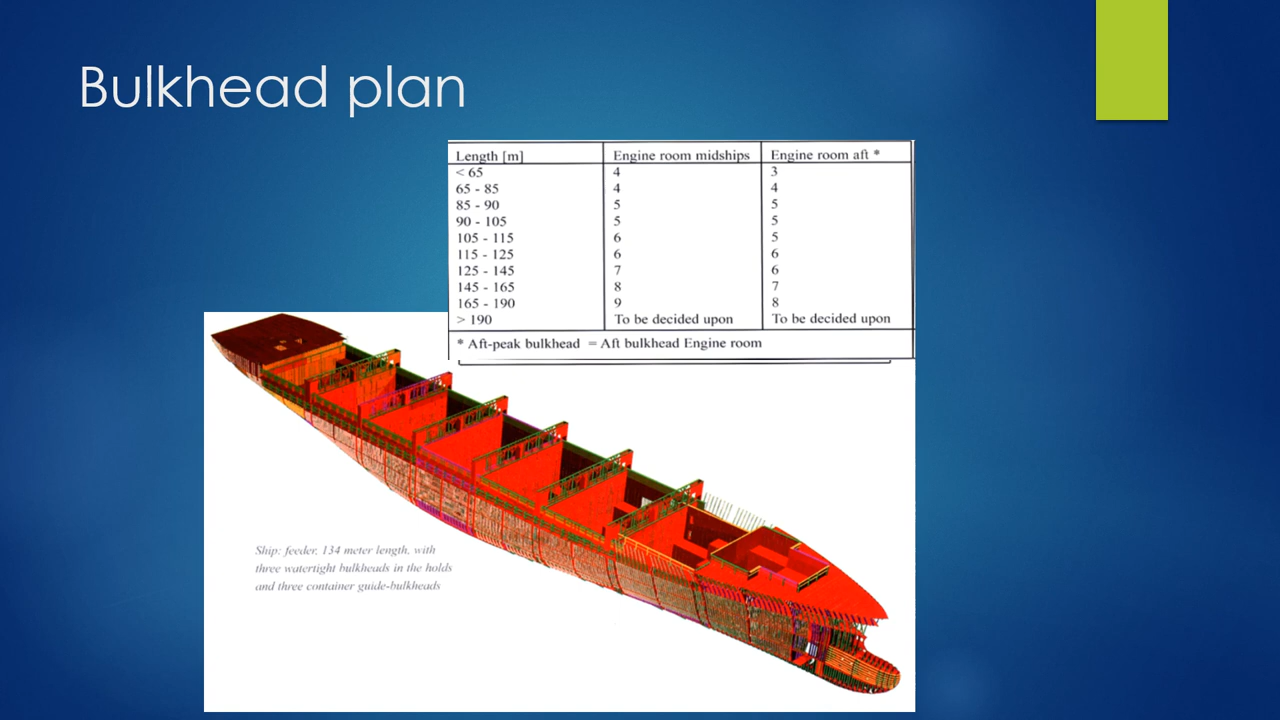 Bulkhead plan
Length [m] Engine room midships Engine room aft *
< 65 4 3
65 - 85 4 4
85 - 90 5 5
90 - 105 5 5
105 - 115 6 5
115 - 125 6 6
125 - 145 7 6
145 - 165 8 7
165 - 190 9 8
> 190 To be decided upon To be decided upon
* Aft-peak bulkhead = Aft bulkhead Engine room
Ship: feeder, 134 meter length, with
three watertight bulkheads in the holds
and three container guide-bulkheads